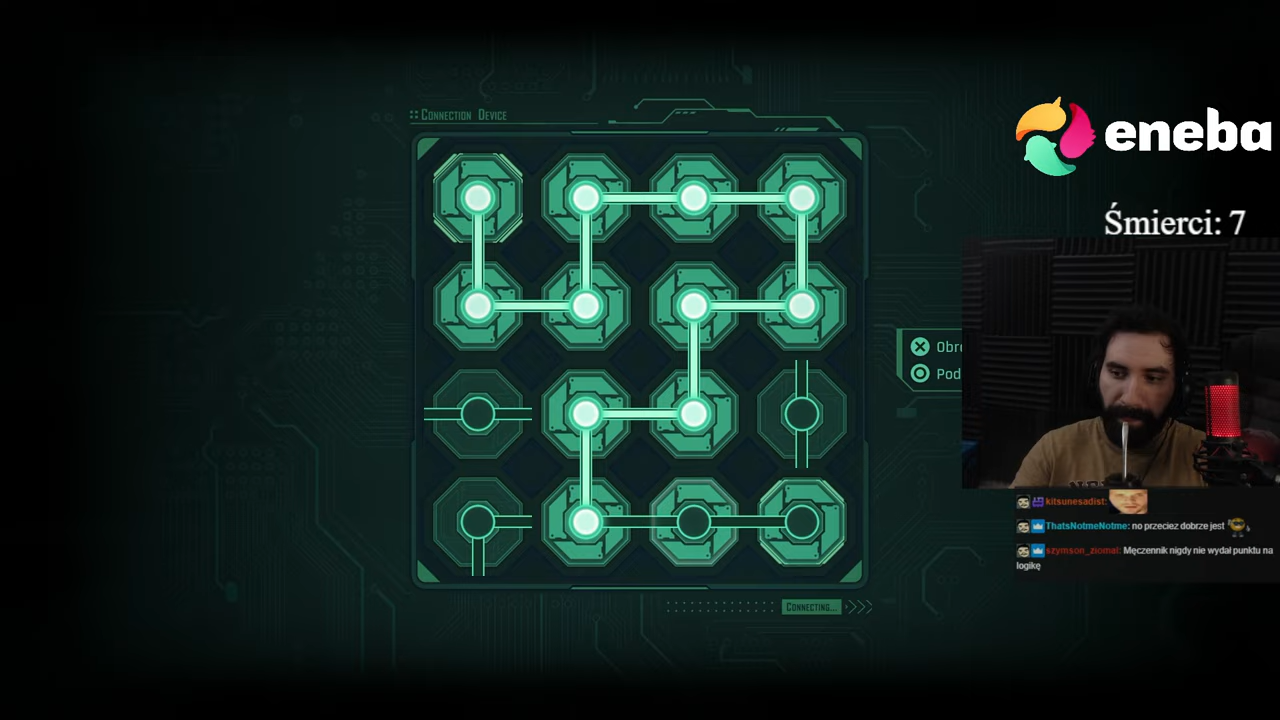 Connection Device
eneba
Śmierci: 7
Pod
kitsunesadist:
ThatsNotmeNotme: no przeciez dobrze jest
szymson_ziomal: Męczennik nigdy nie wydał punktu na
logikę
Connecting...